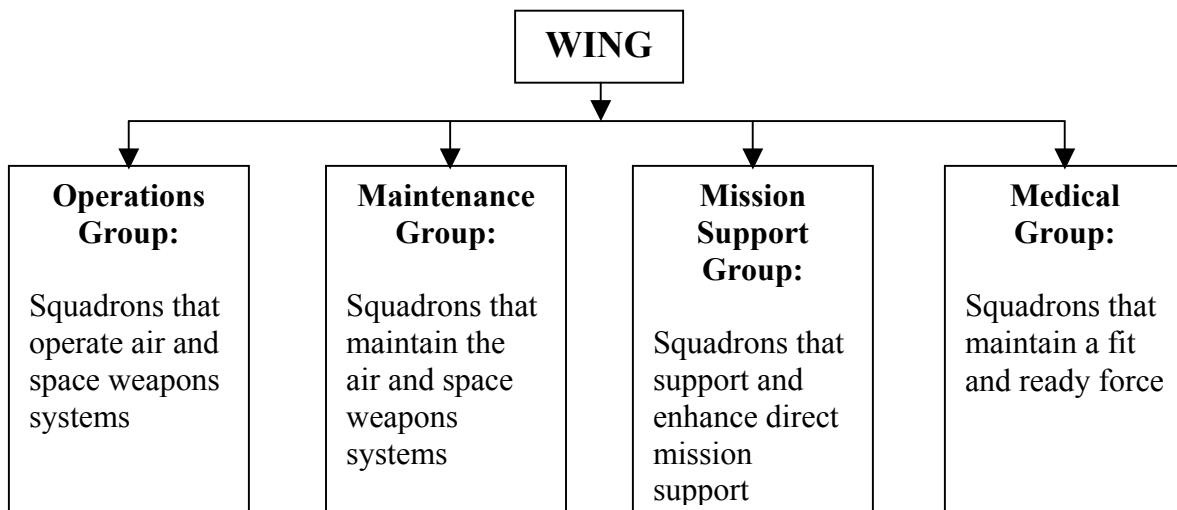 WING
Operations
Group:
Squadrons that
operate air and
space weapons
systems
Maintenance
Group:
Squadrons that
maintain the
air and space
weapons
systems
Mission
Support
Group:
Squadrons that
support and
enhance direct
mission
support
Medical
Group:
Squadrons that
maintain a fit
and ready force